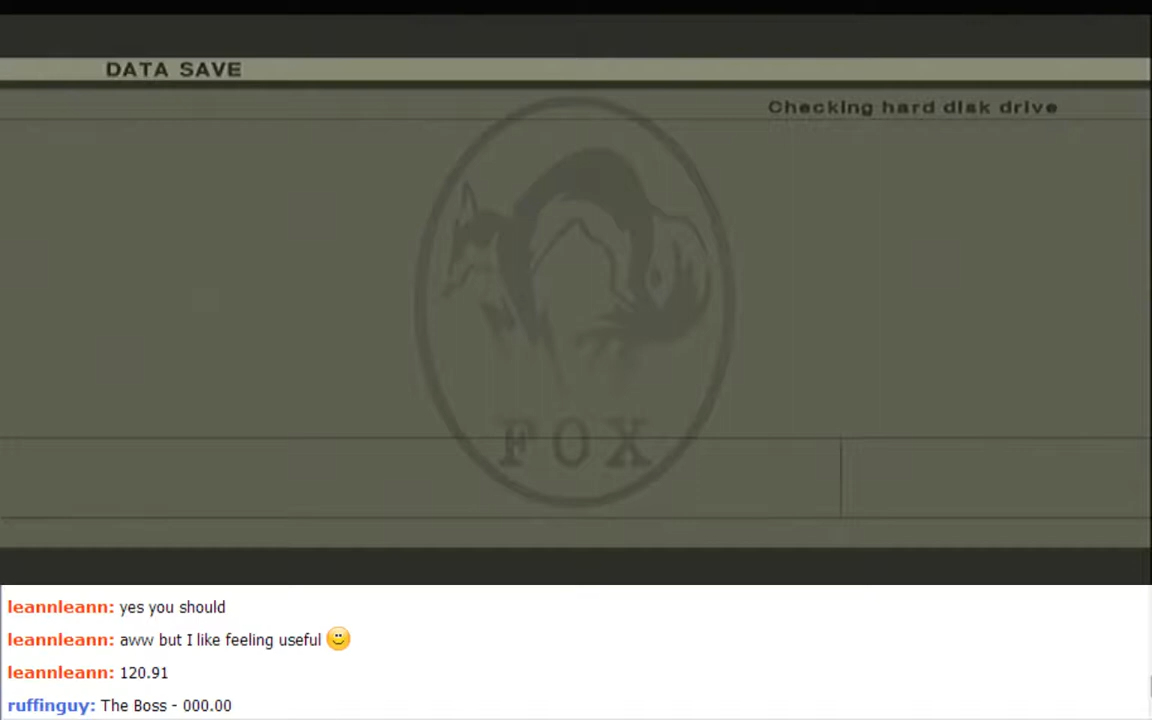 DATA SAVE
Checking hard disk drive
FOX
leannleann: yes you should
leannleann: aww but I like feeling useful
leannleann: 120.91
ruffinguy: The Boss - 000.00